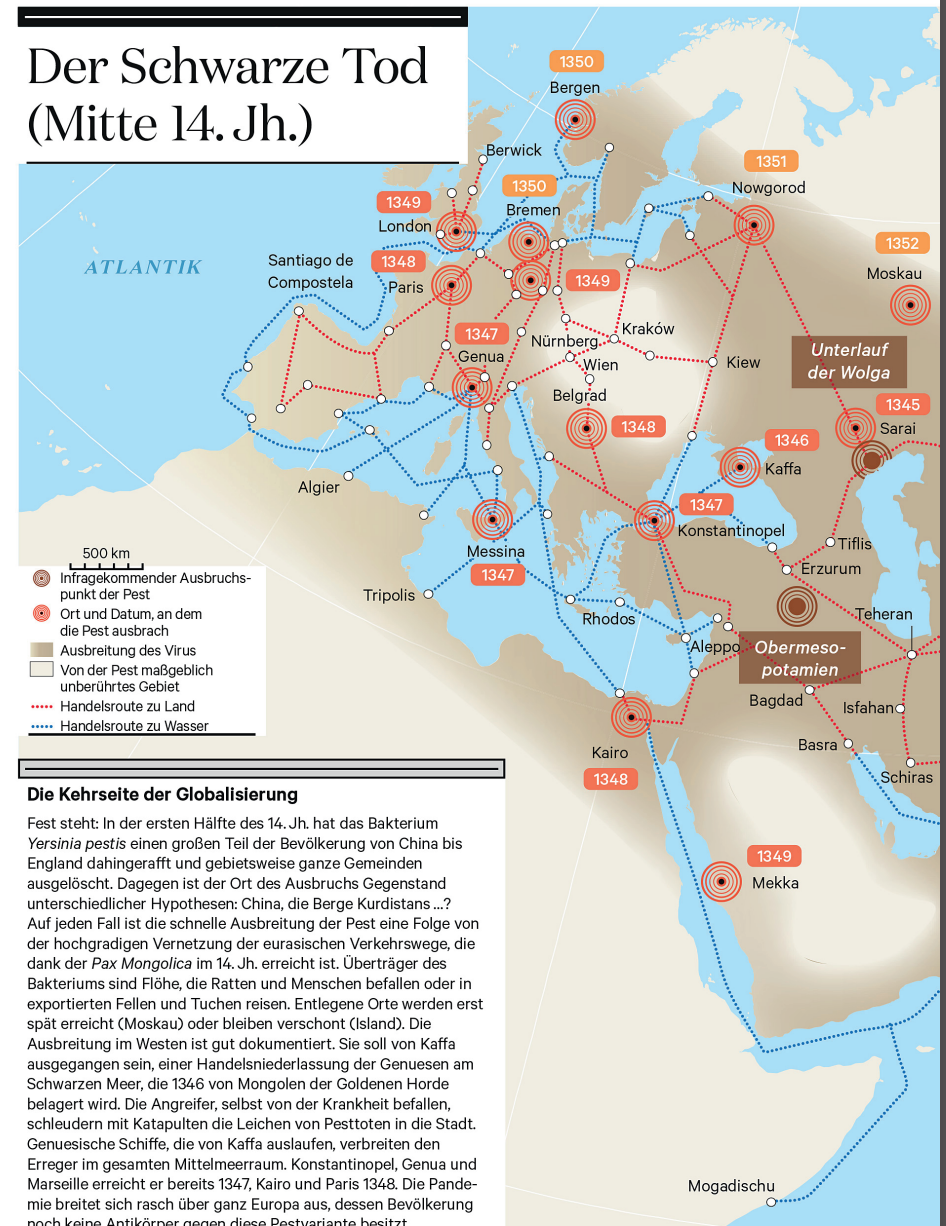 Der Schwarze Tod
(Mitte 14. Jh.)
1350
Bergen
Berwick
1351
Nowgorod
1350
Bremen
1349
London
1352
Moskau
ATLANTIK
Santiago de
Compostela
1348
Paris
1349
1347
Genua
Nürnberg
Kraków
Wien
Kiew
Unterlauf
der Wolga
Belgrad
1348
1345
Sarai
1346
Kaffa
Algier
1347
Konstantinopel
Messina
1347
Tiflis
Erzurum
500 km
Infragekommender Ausbruchs-
punkt der Pest
Ort und Datum, an dem
die Pest ausbrach
Ausbreitung des Virus
Von der Pest maßgeblich
unberührtes Gebiet
Handelsroute zu Land
Handelsroute zu Wasser
Tripolis
Rhodos
Teheran
Aleppo
Obermeso-
potamien
Bagdad
Isfahan
Basra
Schiras
Kairo
1348
1349
Mekka
Mogadischu
Die Kehrseite der Globalisierung
Fest steht: In der ersten Hälfte des 14. Jh. hat das Bakterium
Yersinia pestis einen großen Teil der Bevölkerung von China bis
England dahingerafft und gebietsweise ganze Gemeinden
ausgelöscht. Dagegen ist der Ort des Ausbruchs Gegenstand
unterschiedlicher Hypothesen: China, die Berge Kurdistans ...?
Auf jeden Fall ist die schnelle Ausbreitung der Pest eine Folge von
der hochgradigen Vernetzung der eurasischen Verkehrswege, die
dank der Pax Mongolica im 14. Jh. erreicht ist. Überträger des
Bakteriums sind Flöhe, die Ratten und Menschen befallen oder in
exportierten Fellen und Tuchen reisen. Entlegene Orte werden erst
spät erreicht (Moskau) oder bleiben verschont (Island). Die
Ausbreitung im Westen ist gut dokumentiert. Sie soll von Kaffa
ausgegangen sein, einer Handelsniederlassung der Genuesen am
Schwarzen Meer, die 1346 von Mongolen der Goldenen Horde
belagert wird. Die Angreifer, selbst von der Krankheit befallen,
schleudern mit Katapulten die Leichen von Pesttoten in die Stadt.
Genuesische Schiffe, die von Kaffa auslaufen, verbreiten den
Erreger im gesamten Mittelmeerraum. Konstantinopel, Genua und
Marseille erreicht er bereits 1347, Kairo und Paris 1348. Die Pande-
mie breitet sich rasch über ganz Europa aus, dessen Bevölkerung
noch keine Antikörper gegen diese Pestvariante besitzt.